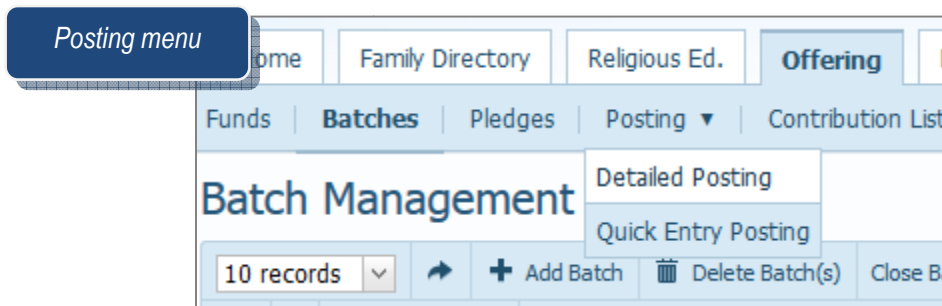 Posting menu
ome Family Directory Religious Ed. Offering
Funds Batches Pledges Posting ▼ Contribution List
Detailed Posting
Batch Management
Quick Entry Posting
10 records Add Batch Delete Batch(s) Close B